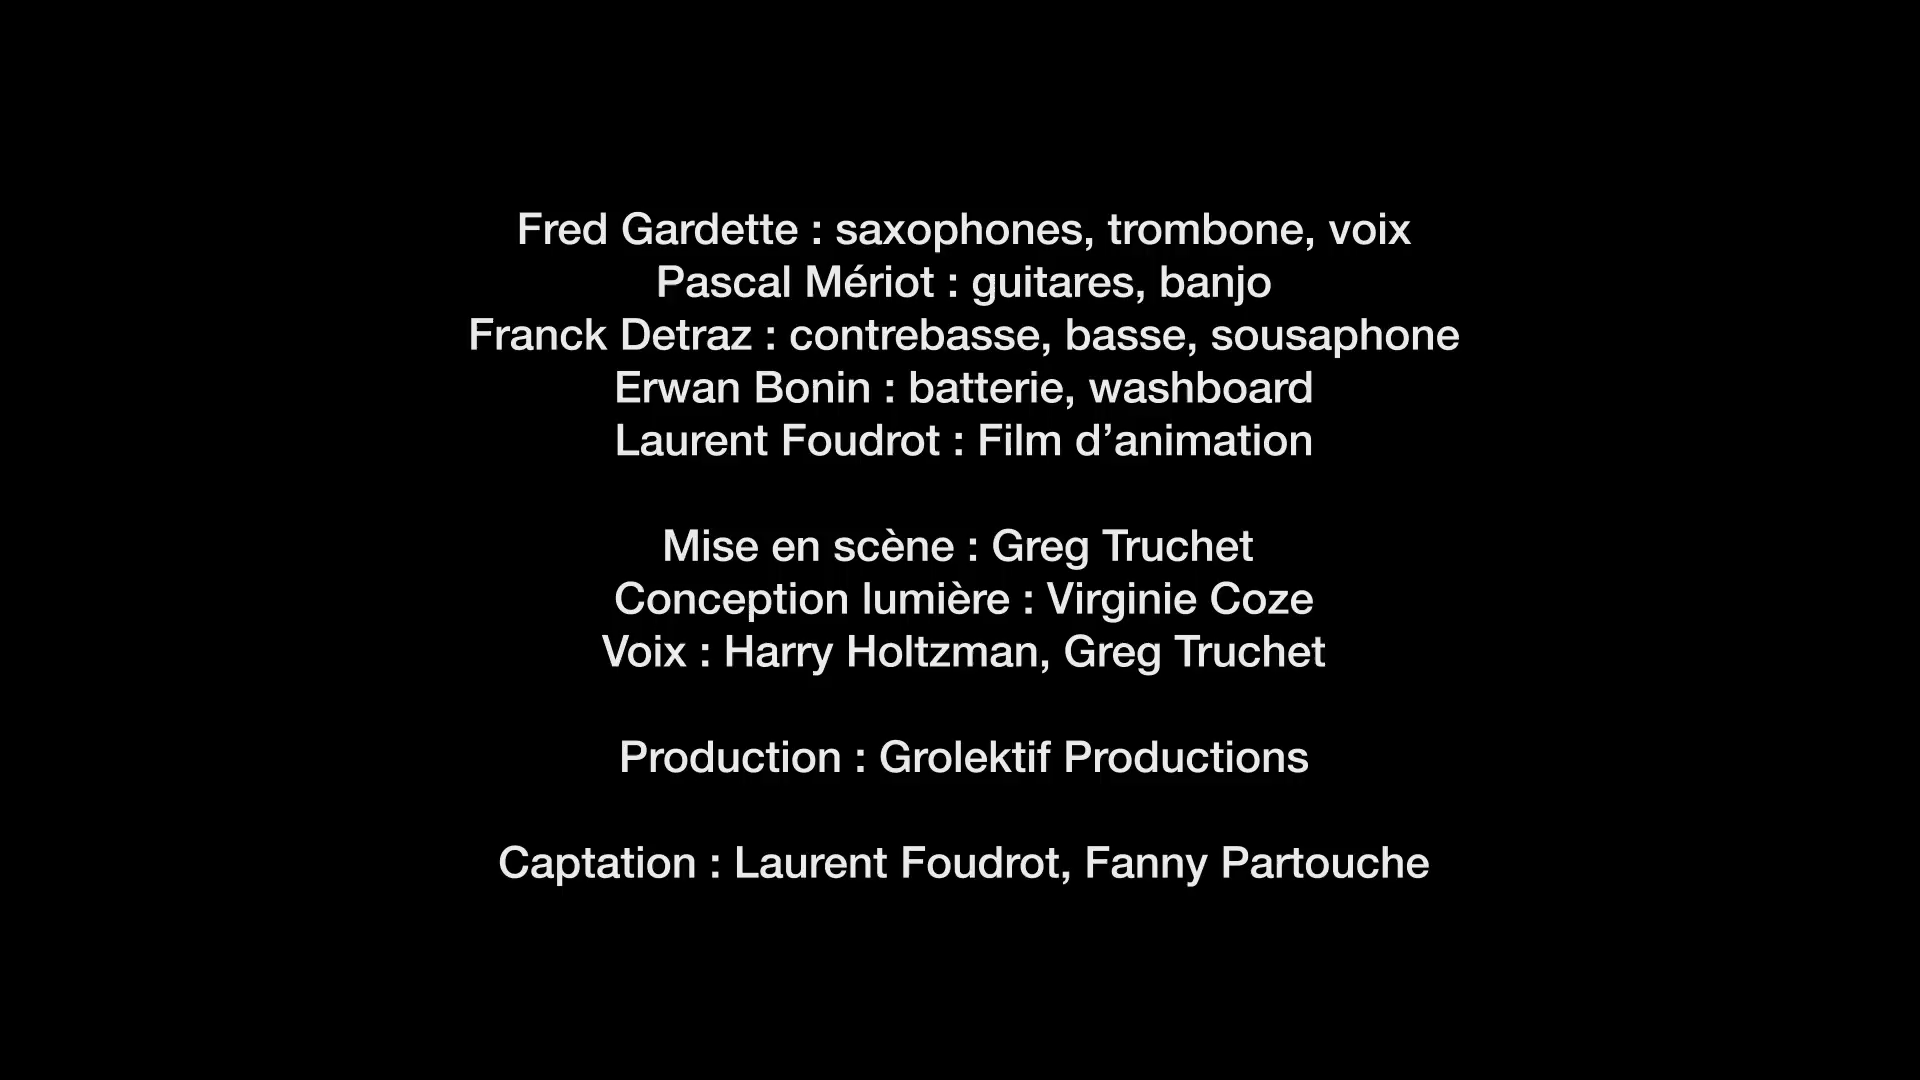 Fred Gardette : saxophones, trombone, voix
Pascal Mériot : guitares, banjo
Franck Detraz : contrebasse, basse, sousaphone
Erwan Bonin : batterie, washboard
Laurent Foudrot : Film d’animation
Mise en scène : Greg Truchet
Conception lumière : Virginie Coze
Voix : Harry Holtzman, Greg Truchet
Production : Grolektif Productions
Captation : Laurent Foudrot, Fanny Partouche